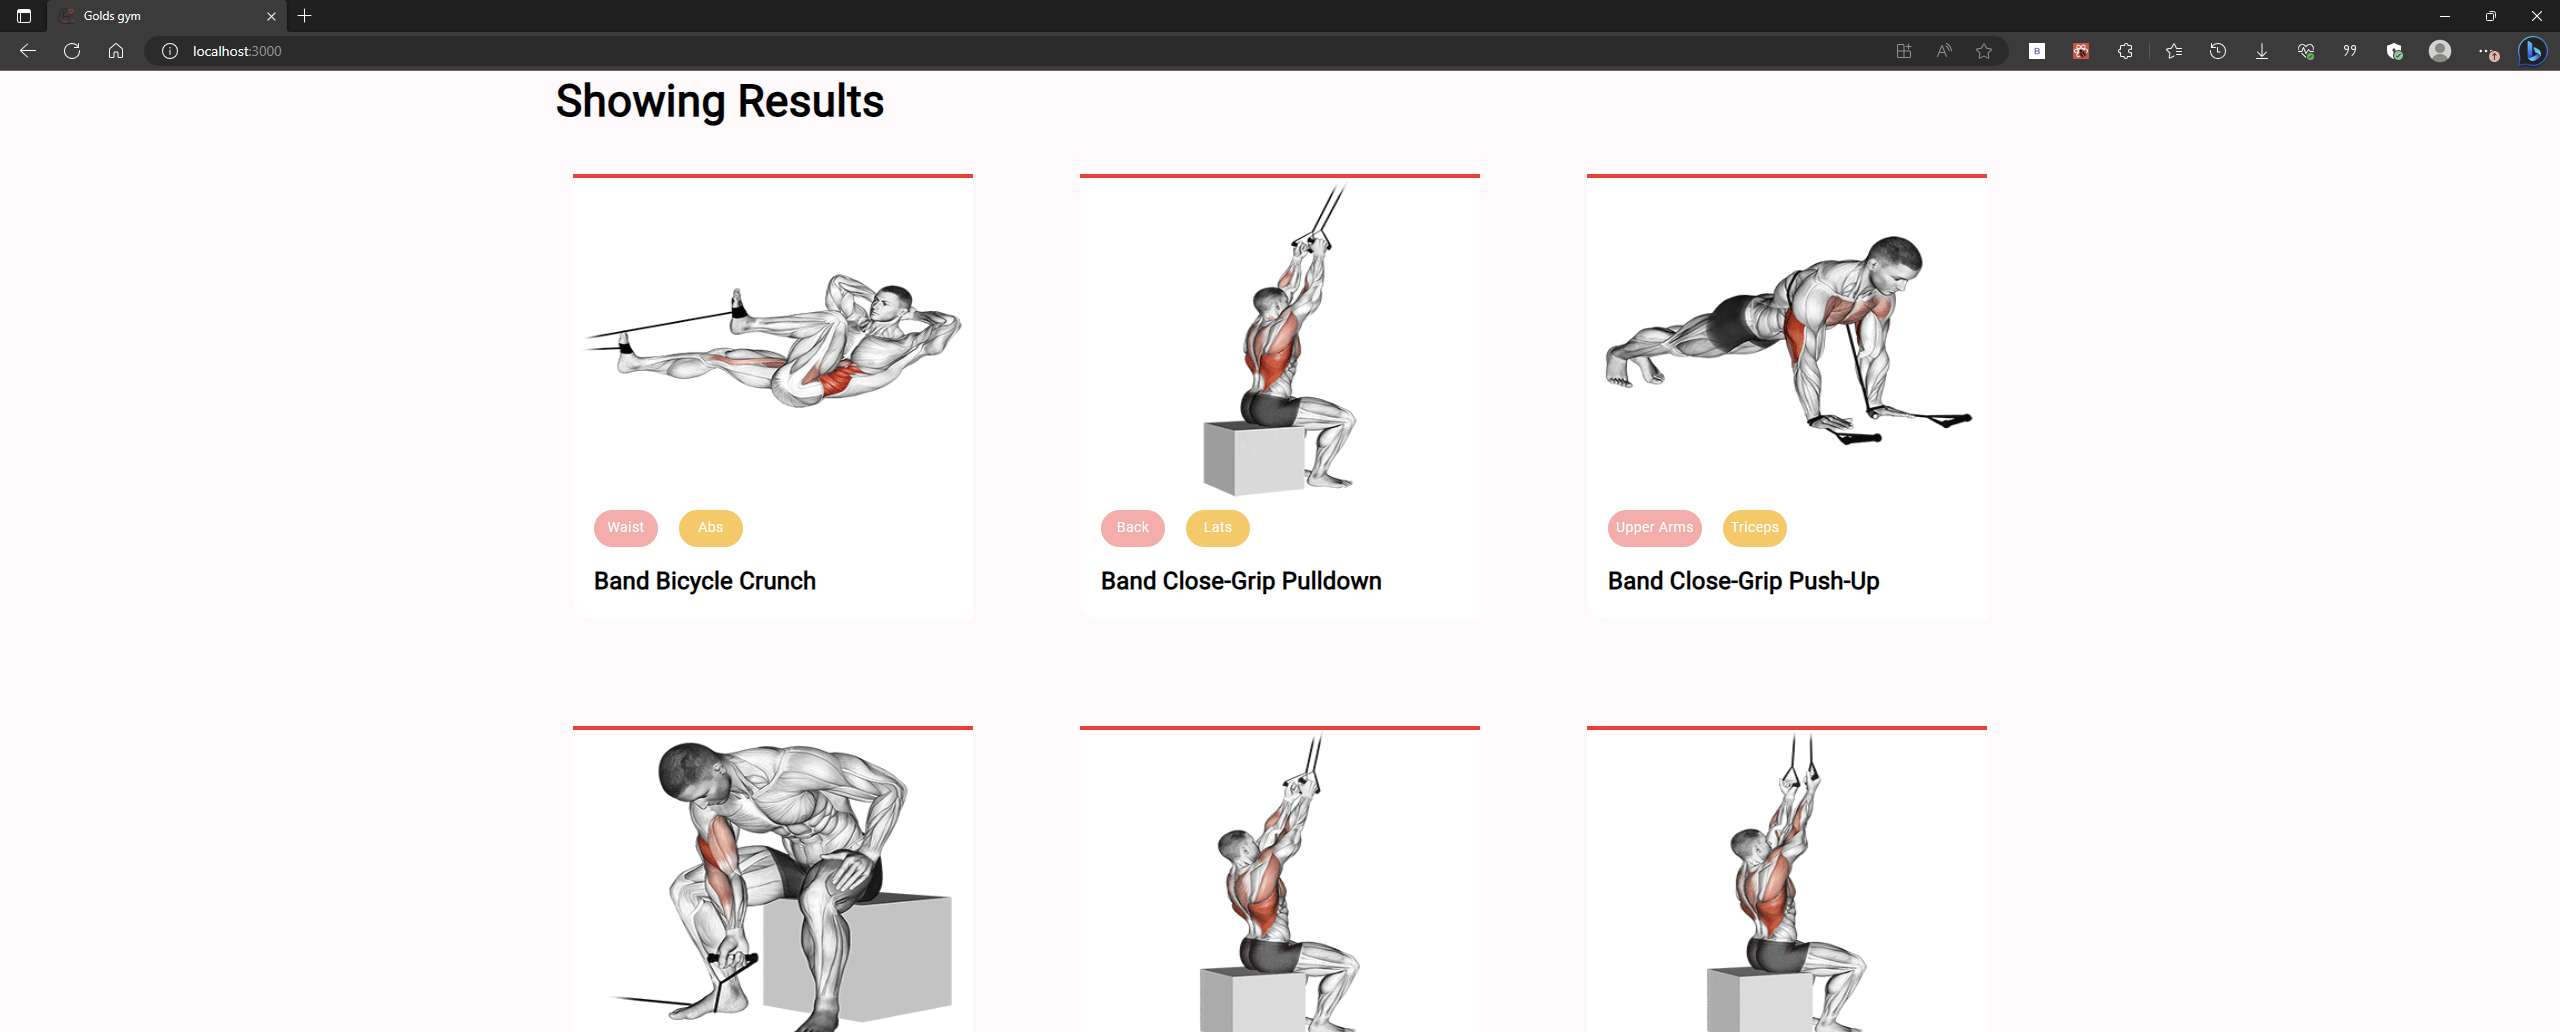 Golds gym
localhost:3000
Showing Results
Waist Abs
Band Bicycle Crunch
Back Lats
Band Close-Grip Pulldown
Upper Arms Triceps
Band Close-Grip Push-Up